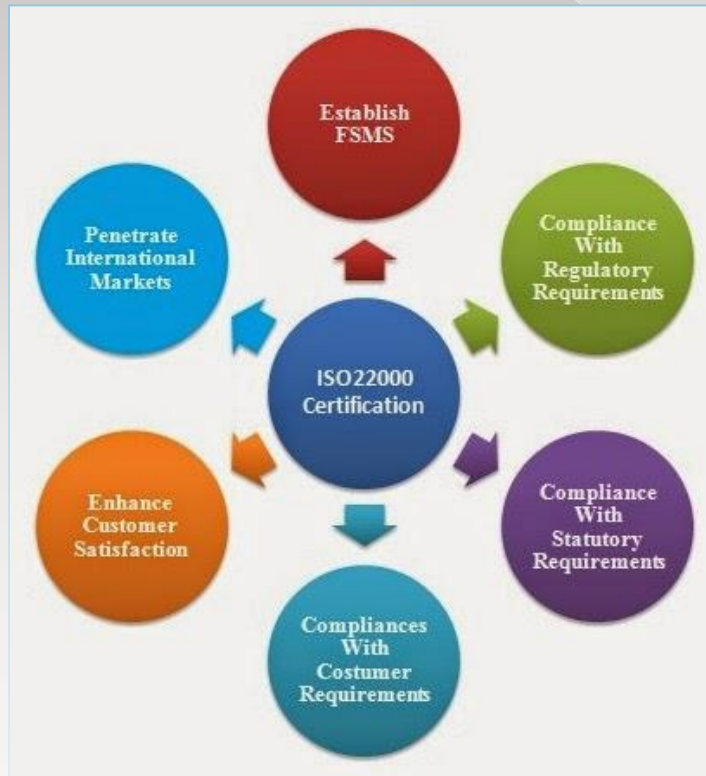 Establish
FSMS
Compliance
With
Regulatory
Requirements
Compliance
With
Statutory
Requirements
Compliances
With
Costumer
Requirements
Enhance
Customer
Satisfaction
Penetrate
International
Markets
ISO22000
Certification